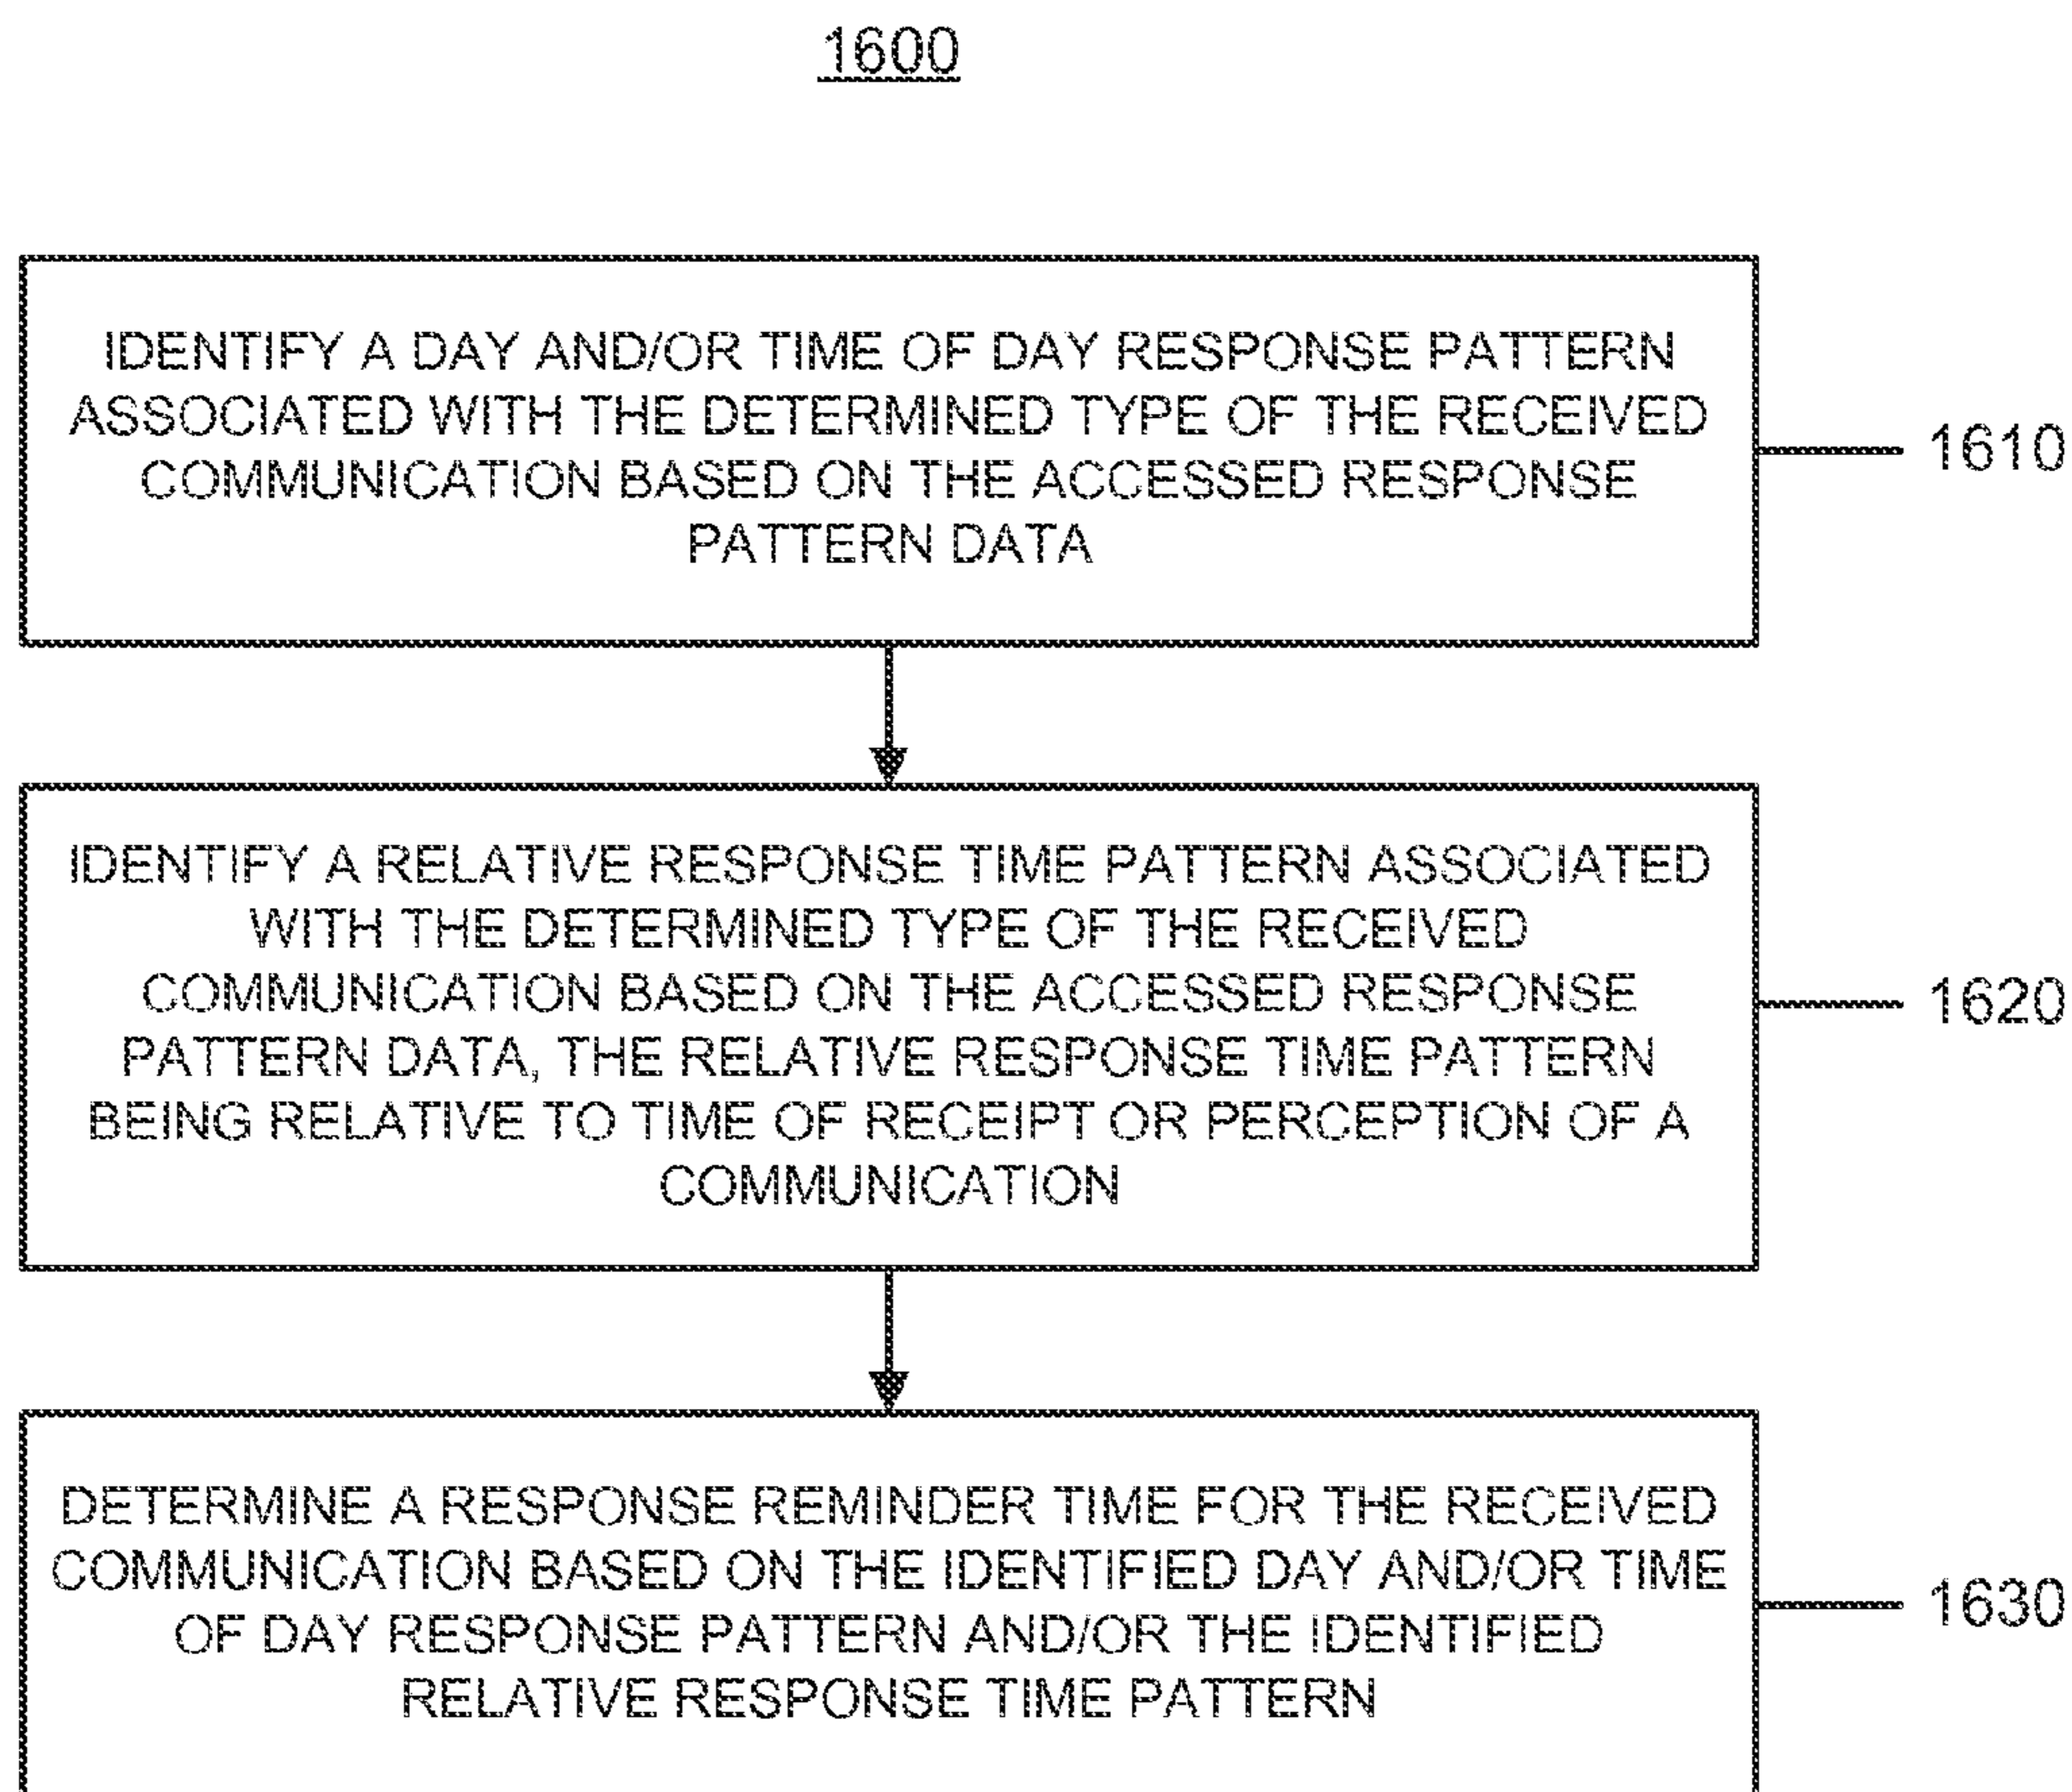 1600
IDENTIFY A DAY AND/OR TIME OF DAY RESPONSE PATTERN
ASSOCIATED WITH THE DETERMINED TYPE OF THE RECEIVED
COMMUNICATION BASED ON THE ACCESSED RESPONSE
PATTERN DATA
1610
IDENTIFY A RELATIVE RESPONSE TIME PATTERN ASSOCIATED
WITH THE DETERMINED TYPE OF THE RECEIVED
COMMUNICATION BASED ON THE ACCESSED RESPONSE
PATTERN DATA, THE RELATIVE RESPONSE TIME PATTERN
BEING RELATIVE TO TIME OF RECEIPT OR PERCEPTION OF A
COMMUNICATION
1620
DETERMINE A RESPONSE REMINDER TIME FOR THE RECEIVED
COMMUNICATION BASED ON THE IDENTIFIED DAY AND/OR TIME
OF DAY RESPONSE PATTERN AND/OR THE IDENTIFIED
RELATIVE RESPONSE TIME PATTERN
1630